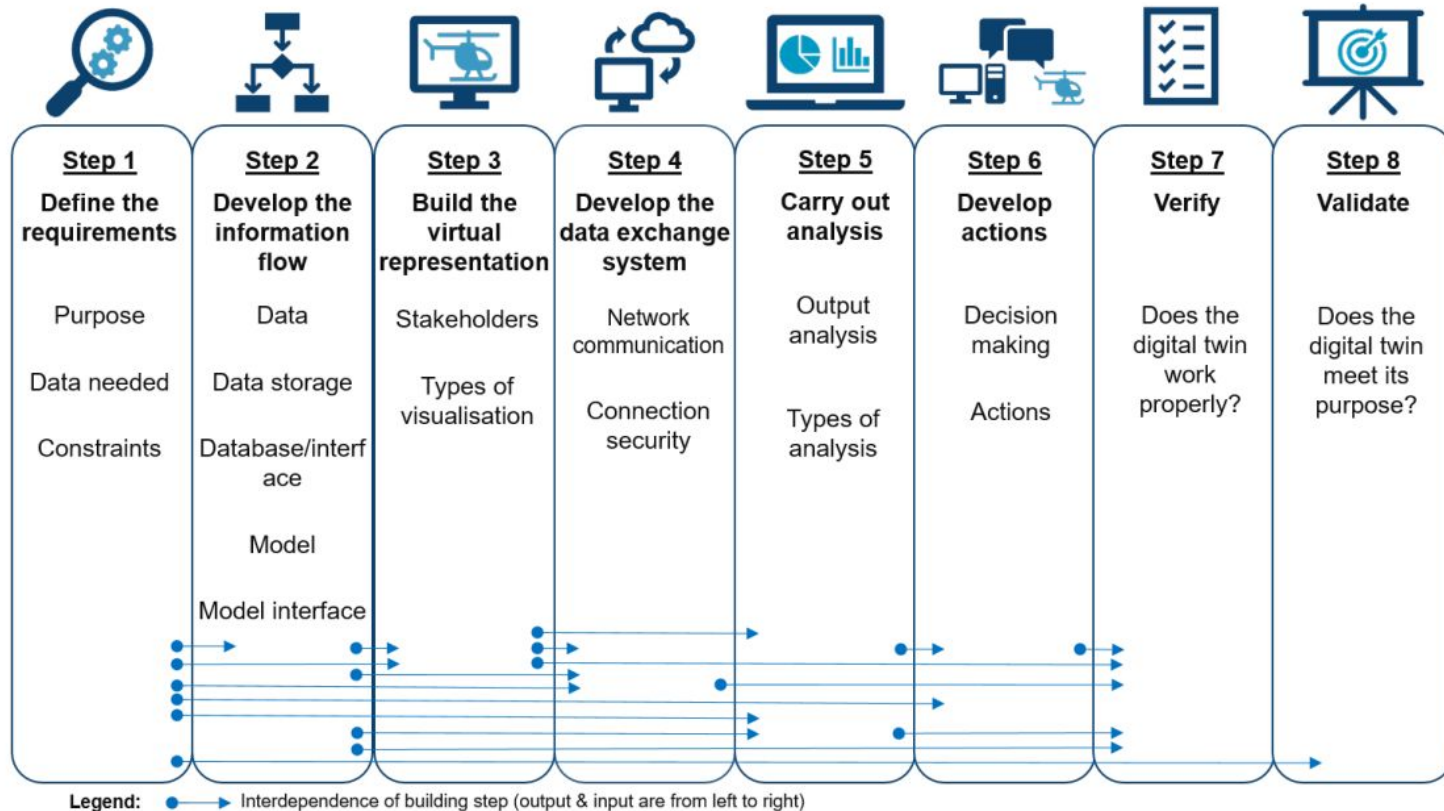 Step 1
Define the
requirements
Purpose
Data needed
Constraints
Step 2
Develop the
information
flow
Data
Data storage
Database/interf
ace
Model
Model interface
Step 3
Build the
virtual
representation
Stakeholders
Types of
visualisation
Step 4
Develop the
data exchange
system
Network
communication
Connection
security
Step 5
Carry out
analysis
Output
analysis
Types of
analysis
Step 6
Develop
actions
Decision
making
Actions
Step 7
Verify
Does the
digital twin
work
properly?
Step 8
Validate
Does the
digital twin
meet its
purpose?
Legend: Interdependence of building step (output & input are from left to right)